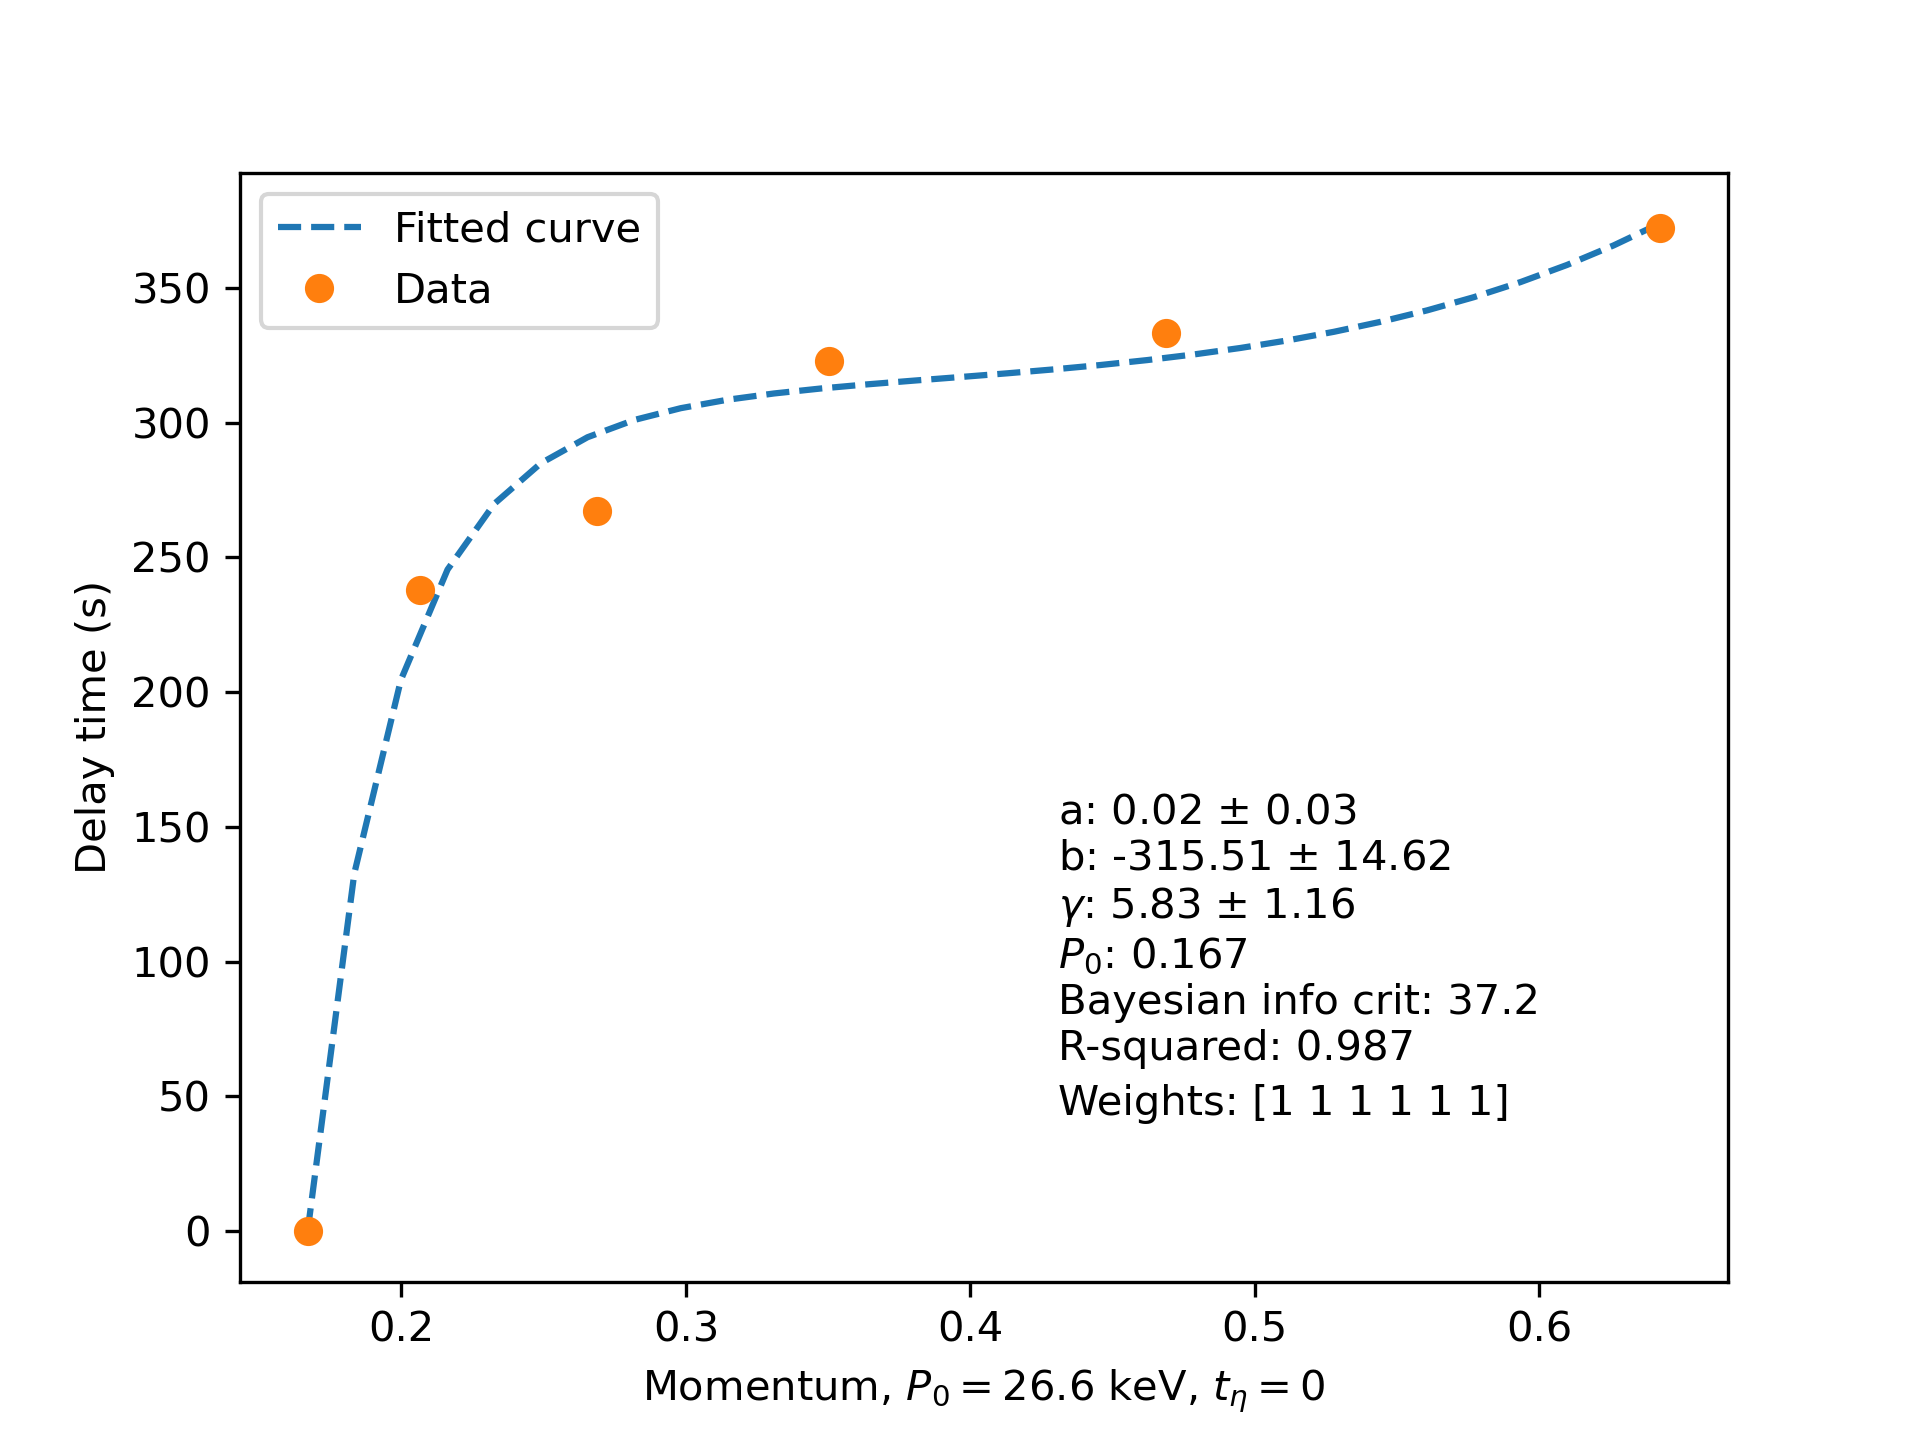 Fitted curve
Data
350
300
250
200
150
100
50
0
Delay time (s)
a: 0.02 ± 0.03
b: -315.51 ± 14.62
γ: 5.83 ± 1.16
P₀: 0.167
Bayesian info crit: 37.2
R-squared: 0.987
Weights: [1 1 1 1 1 1]
0.2 0.3 0.4 0.5 0.6
Momentum, P₀ = 26.6 keV, tη = 0